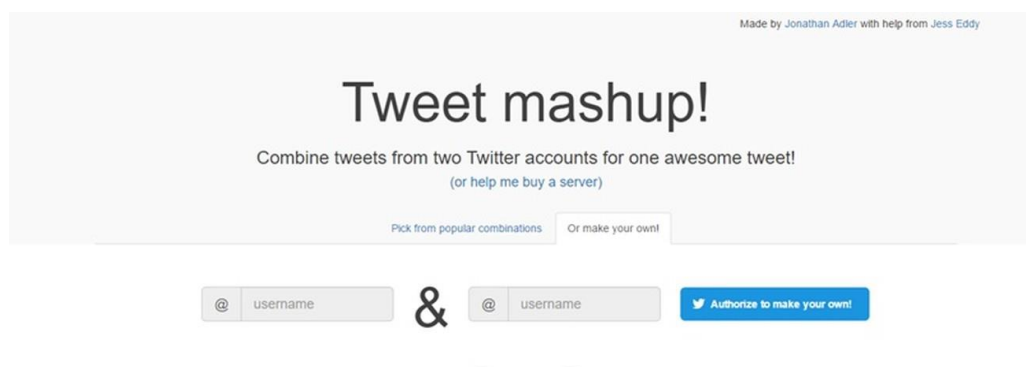 Made by Jonathan Adler with help from Jess Eddy
Tweet mashup!
Combine tweets from two Twitter accounts for one awesome tweet!
(or help me buy a server)
Pick from popular combinations Or make your own!
@ username & @ username Authorize to make your own!